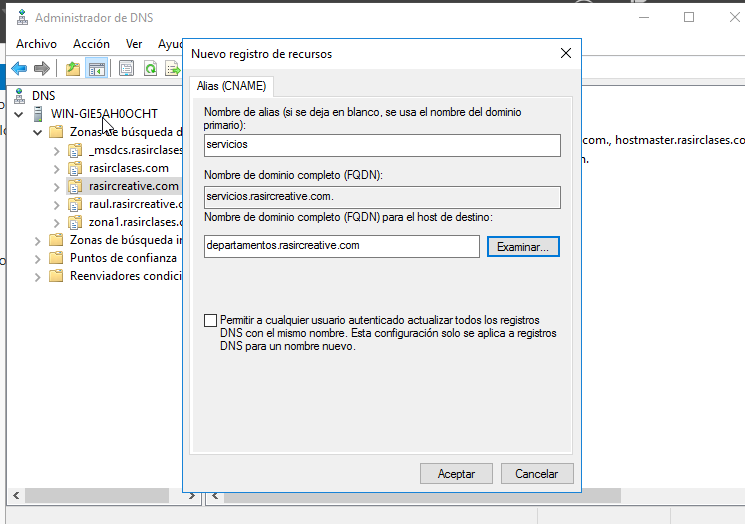 Administrador de DNS
Archivo Acción Ver Ayu
DNS
WIN-GIE5AH0OCHT
Zonas de búsqueda d
_msdcs.rasirclases
rasirclases.com
rasircreative.com
raul.rasircreative.c
zona1.rasirclases.c
Zonas de búsqueda in
Puntos de confianza
Reenviadores condici
Nuevo registro de recursos
Alias (CNAME)
Nombre de alias (si se deja en blanco, se usa el nombre del dominio
primario):
servicios
Nombre de dominio completo (FQDN):
servicios.rasircreative.com.
Nombre de dominio completo (FQDN) para el host de destino:
departamentos.rasircreative.com
Examinar...
Permitir a cualquier usuario autenticado actualizar todos los registros
DNS con el mismo nombre. Esta configuración solo se aplica a registros
DNS para un nombre nuevo.
Aceptar Cancelar
com., hostmaster.rasirclases.co
n.